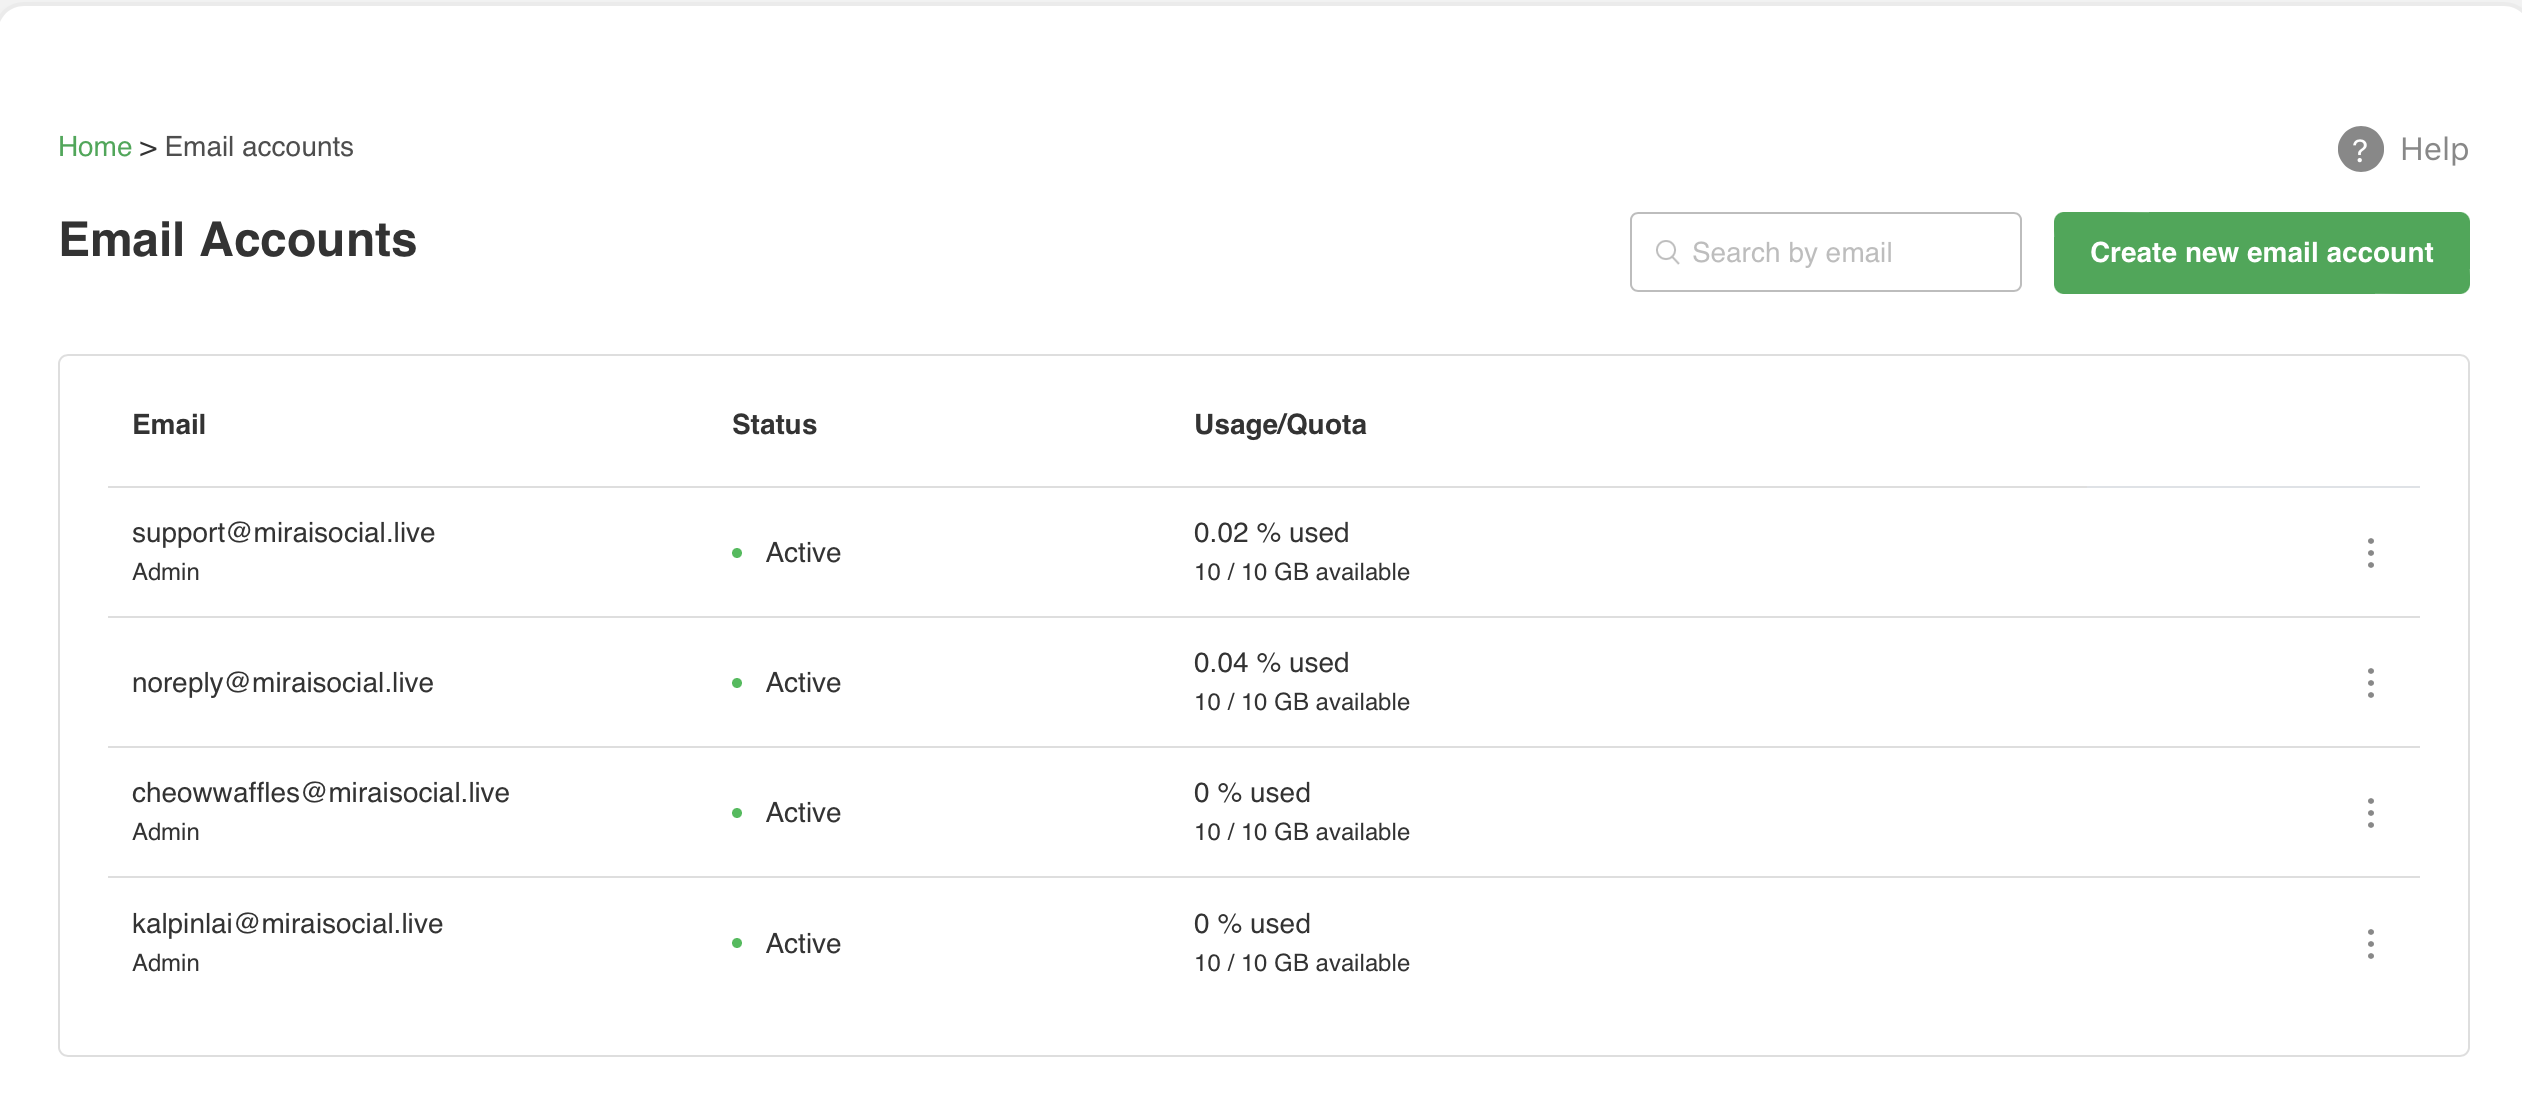 Home > Email accounts
? Help
Email Accounts
Search by email
Create new email account
Email Status Usage/Quota
support@miraisocial.live
Admin
Active
0.02 % used
10 / 10 GB available
noreply@miraisocial.live
Active
0.04 % used
10 / 10 GB available
cheowwaffles@miraisocial.live
Admin
Active
0 % used
10 / 10 GB available
kalpinlai@miraisocial.live
Admin
Active
0 % used
10 / 10 GB available